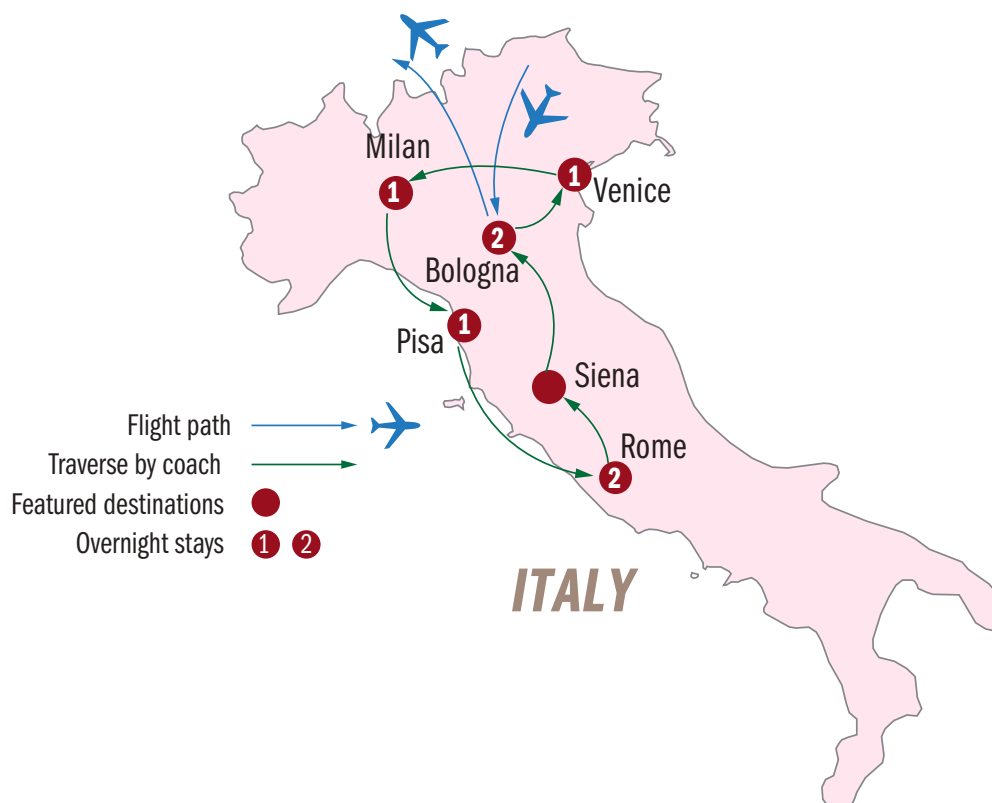 Milan
1
1
Venice
2
Bologna
1
Pisa
Siena
Rome
2
Flight path
Traverse by coach
Featured destinations
Overnight stays 1 2
ITALY